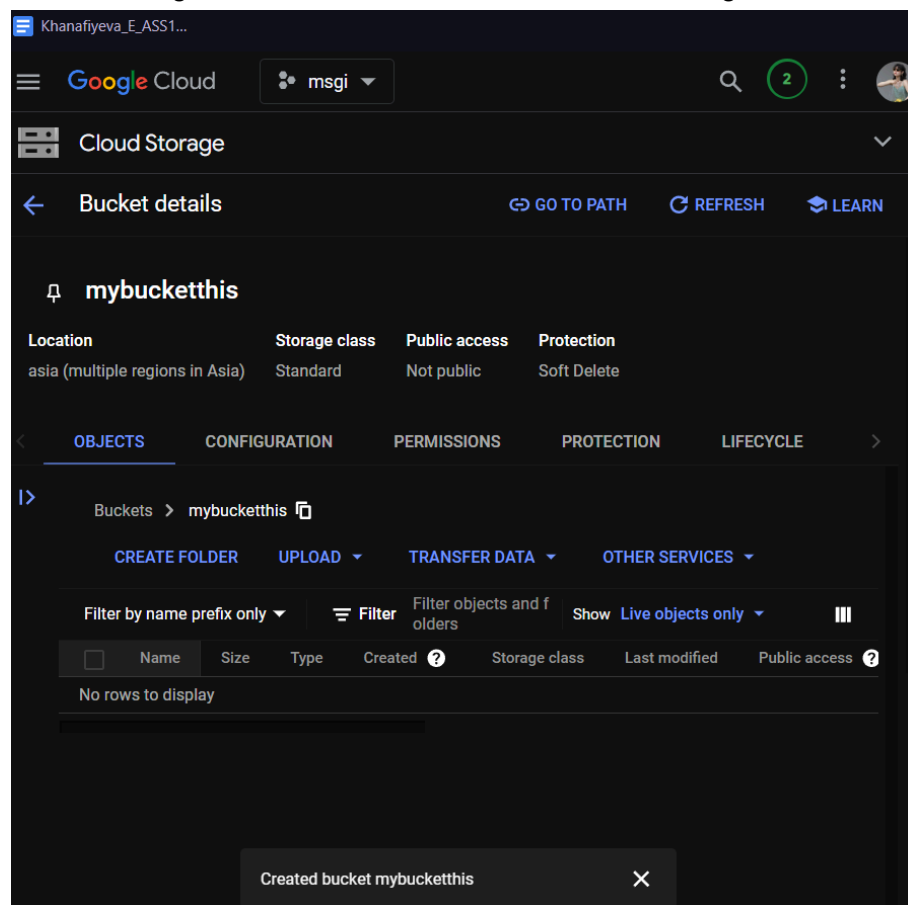 Khanafiyeva_E_ASS1...
Google Cloud msgi 2
Cloud Storage
Bucket details GO TO PATH REFRESH LEARN
mybucketthis
Location Storage class Public access Protection
asia (multiple regions in Asia) Standard Not public Soft Delete
OBJECTS CONFIGURATION PERMISSIONS PROTECTION LIFECYCLE
Buckets > mybucketthis
CREATE FOLDER UPLOAD TRANSFER DATA OTHER SERVICES
Filter by name prefix only Filter Filter objects and f
olders Show Live objects only
Name Size Type Created ? Storage class Last modified Public access ?
No rows to display
Created bucket mybucketthis